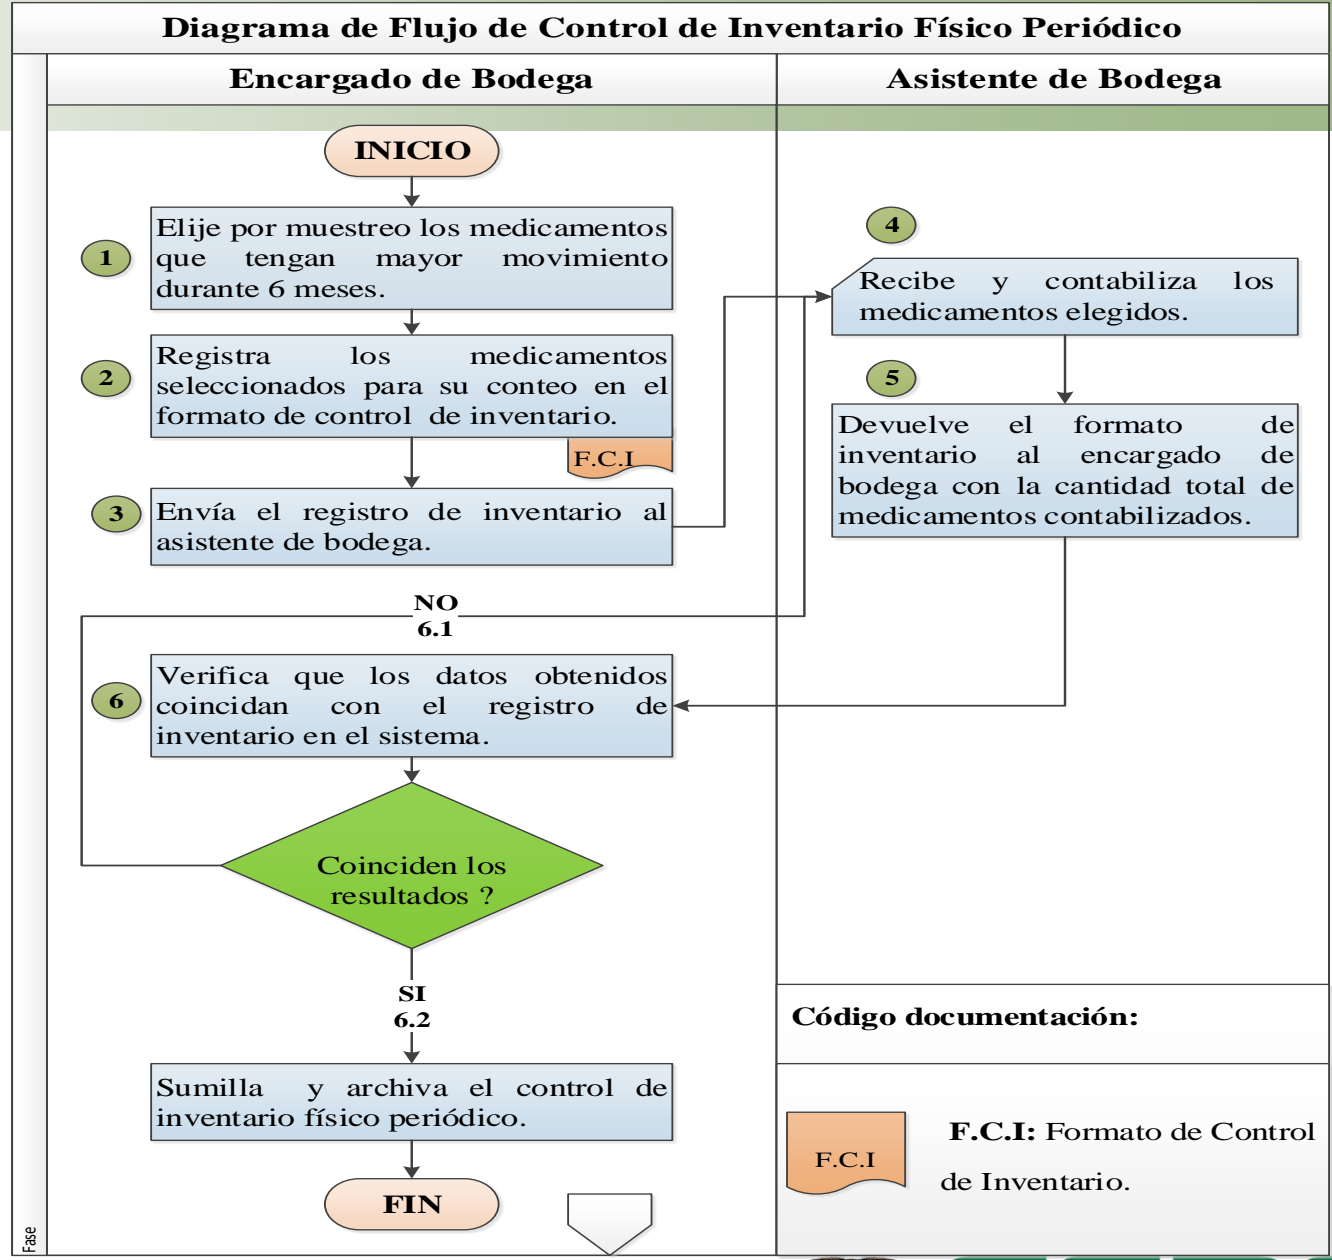 Diagrama de Flujo de Control de Inventario Físico Periódico
Encargado de Bodega
Asistente de Bodega
INICIO
1
Elije por muestreo los medicamentos
que tengan mayor movimiento
durante 6 meses.
2
Registra los medicamentos
seleccionados para su conteo en el
formato de control de inventario.
F.C.I
3
Envía el registro de inventario al
asistente de bodega.
4
Recibe y contabiliza los
medicamentos elegidos.
5
Devuelve el formato de
inventario al encargado de
bodega con la cantidad total de
medicamentos contabilizados.
NO
6.1
6
Verifica que los datos obtenidos
coincidan con el registro de
inventario en el sistema.
Coinciden los
resultados ?
SI
6.2
Sumilla y archiva el control de
inventario físico periódico.
FIN
Código documentación:
F.C.I
F.C.I: Formato de Control
de Inventario.
Fase